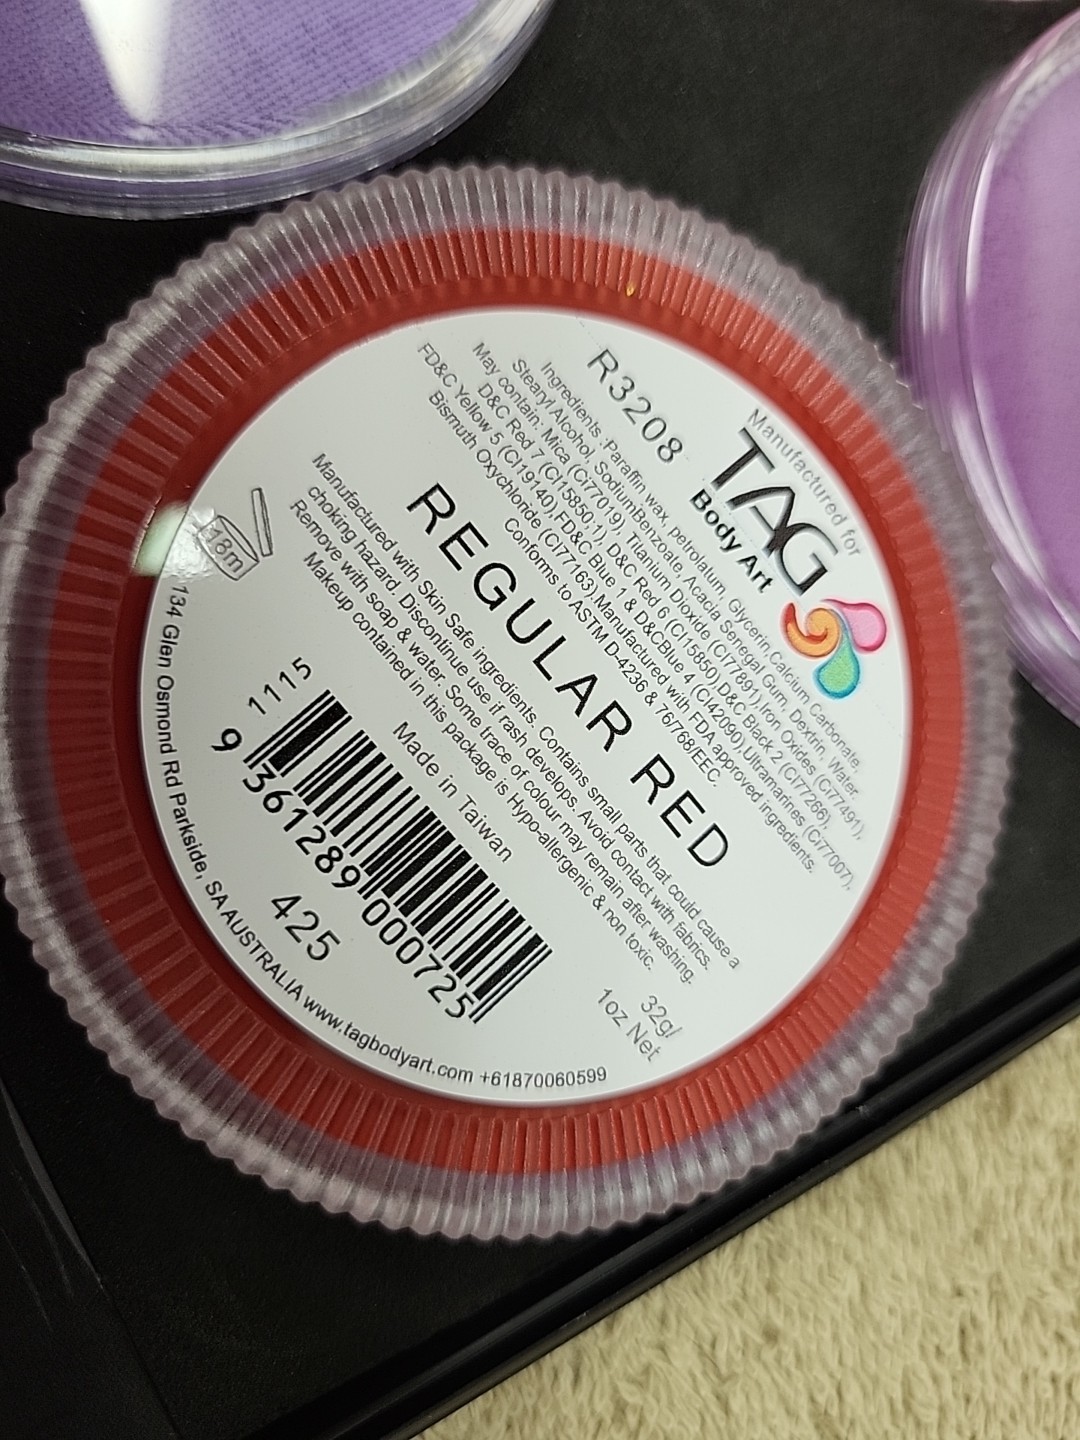 Manufactured for
TAG
Body Art
R3208
Ingredients :Paraffin wax, petrolatum, Glycerin,Calcium Carbonate,
Stearyl Alcohol, SodiumBenzoate, Acacia Senegal Gum, Dextrin, Water.
May contain: Mica (Ci77019), Titanium Dioxide (Ci77891),Iron Oxides (Ci77491),
D&C Red 7 (CI15850.1), D&C Red 6 (CI15850),D&C Black 2 (CI77266),
FD&C Yellow 5 (CI19140),FD&C Blue 1 & D&CBlue 4 (Ci42090),Ultramarines (Ci77007),
Bismuth Oxychloride (CI77163),Manufactured with FDA approved ingredients.
Conforms to ASTM D-4236 & 76/768/EEC.
REGULAR RED
Manufactured with Skin Safe ingredients. Contains small parts that could cause a
choking hazard. Discontinue use if rash develops. Avoid contact with fabrics.
Remove with soap & water. Some trace of colour may remain after washing.
Makeup contained in this package is Hypo-allergenic & non toxic.
18m
Made in Taiwan
32g/
1oz Net
1115
9 361289 000725
425
134 Glen Osmond Rd Parkside, SA AUSTRALIA www.tagbodyart.com +61870060599